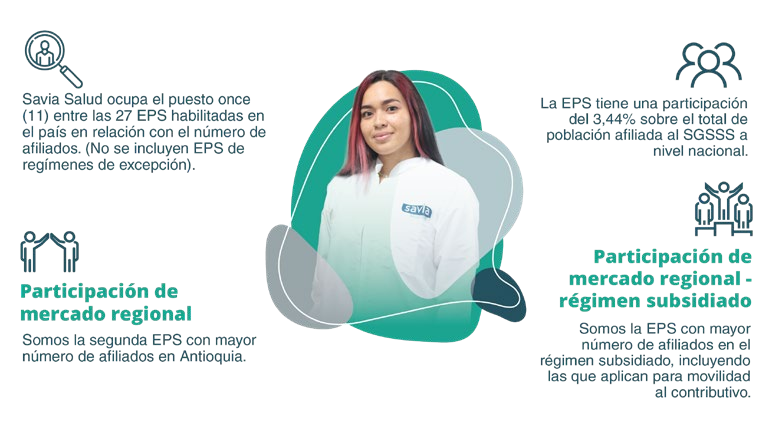 Savia Salud ocupa el puesto once
(11) entre las 27 EPS habilitadas en
el país en relación con el número de
afiliados. (No se incluyen EPS de
regímenes de excepción).
La EPS tiene una participación
del 3,44% sobre el total de
población afiliada al SGSSS a
nivel nacional.
savia
Participación de
mercado regional
Somos la segunda EPS con mayor
número de afiliados en Antioquia.
Participación de
mercado regional -
régimen subsidiado
Somos la EPS con mayor
número de afiliados en el
régimen subsidiado, incluyendo
las que aplican para movilidad
al contributivo.